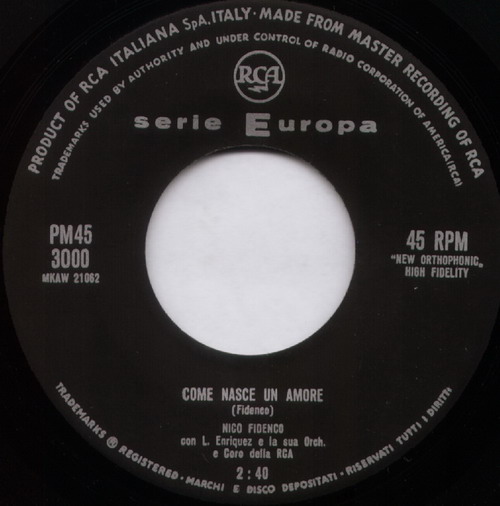 PRODUCT OF RCA ITALIANA SpA.ITALY · MADE FROM MASTER RECORDING OF RCA
TRADEMARKS USED BY AUTHORITY AND UNDER CONTROL OF RADIO CORPORATION OF AMERICA (RCA)
RCA
serie Europa
PM45
3000
MKAW 21062
45 RPM
"NEW ORTHOPHONIC"
HIGH FIDELITY
COME NASCE UN AMORE
(Fidenco)
NICO FIDENCO
con L. Enriquez e la sua Orch.
e Coro della RCA
2:40
TRADEMARKS ® REGISTERED · MARCHI E DISCO DEPOSITATI · RISERVATI TUTTI I DIRITTI